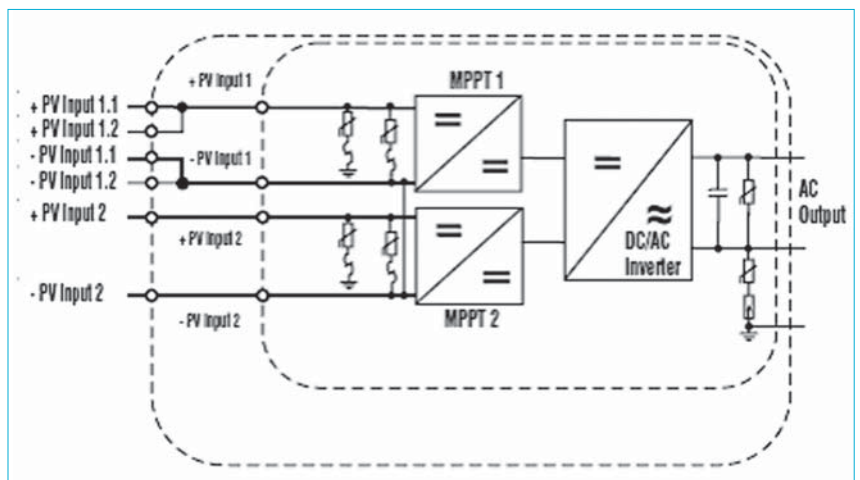 + PV Input 1.1
+ PV Input 1.2
- PV Input 1.1
- PV Input 1.2
+ PV Input 2
- PV Input 2
+ PV Input 1
- PV Input 1
+ PV Input 2
- PV Input 2
MPPT 1
MPPT 2
DC/AC
Inverter
AC
Output